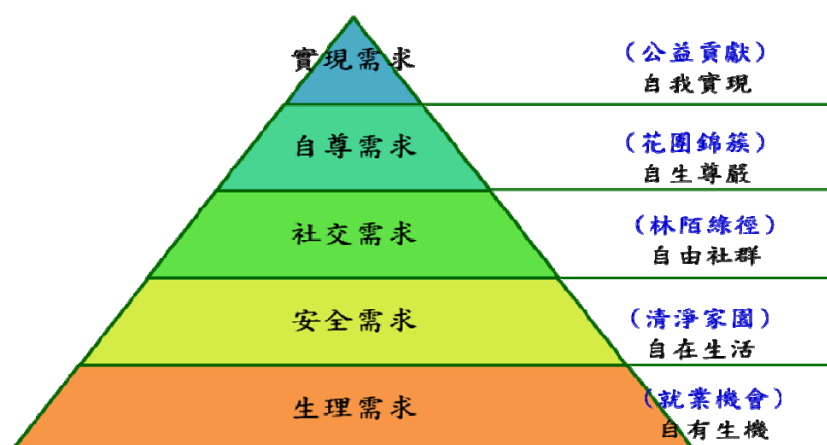 實現需求
(公益貢獻)
自我實現
自尊需求
(花團錦簇)
自生尊嚴
社交需求
(林陌綠徑)
自由社群
安全需求
(清淨家園)
自在生活
生理需求
(就業機會)
自有生機